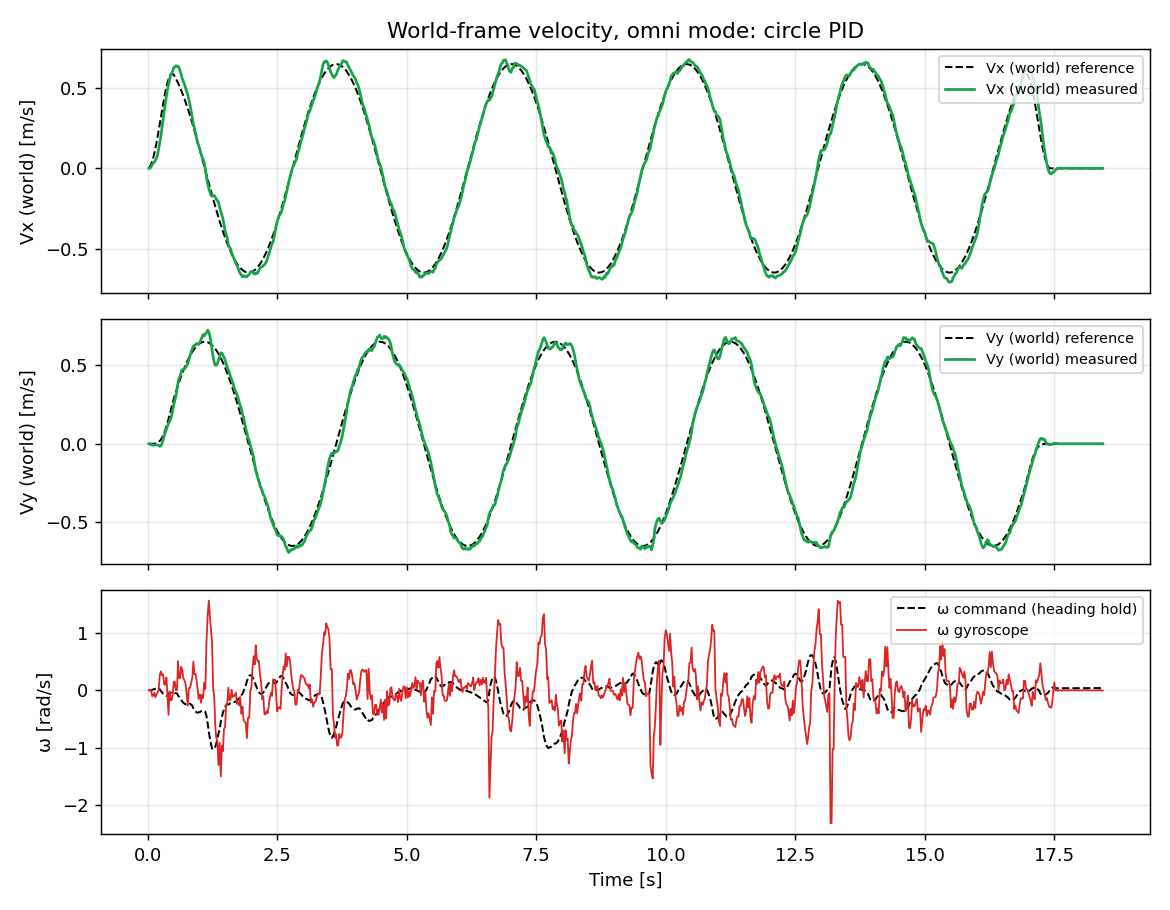 World-frame velocity, omni mode: circle PID
Vx (world) [m/s]
0.5
0.0
−0.5
Vx (world) reference
Vx (world) measured
Vy (world) [m/s]
0.5
0.0
−0.5
Vy (world) reference
Vy (world) measured
ω [rad/s]
1
0
−1
−2
ω command (heading hold)
ω gyroscope
0.0 2.5 5.0 7.5 10.0 12.5 15.0 17.5
Time [s]